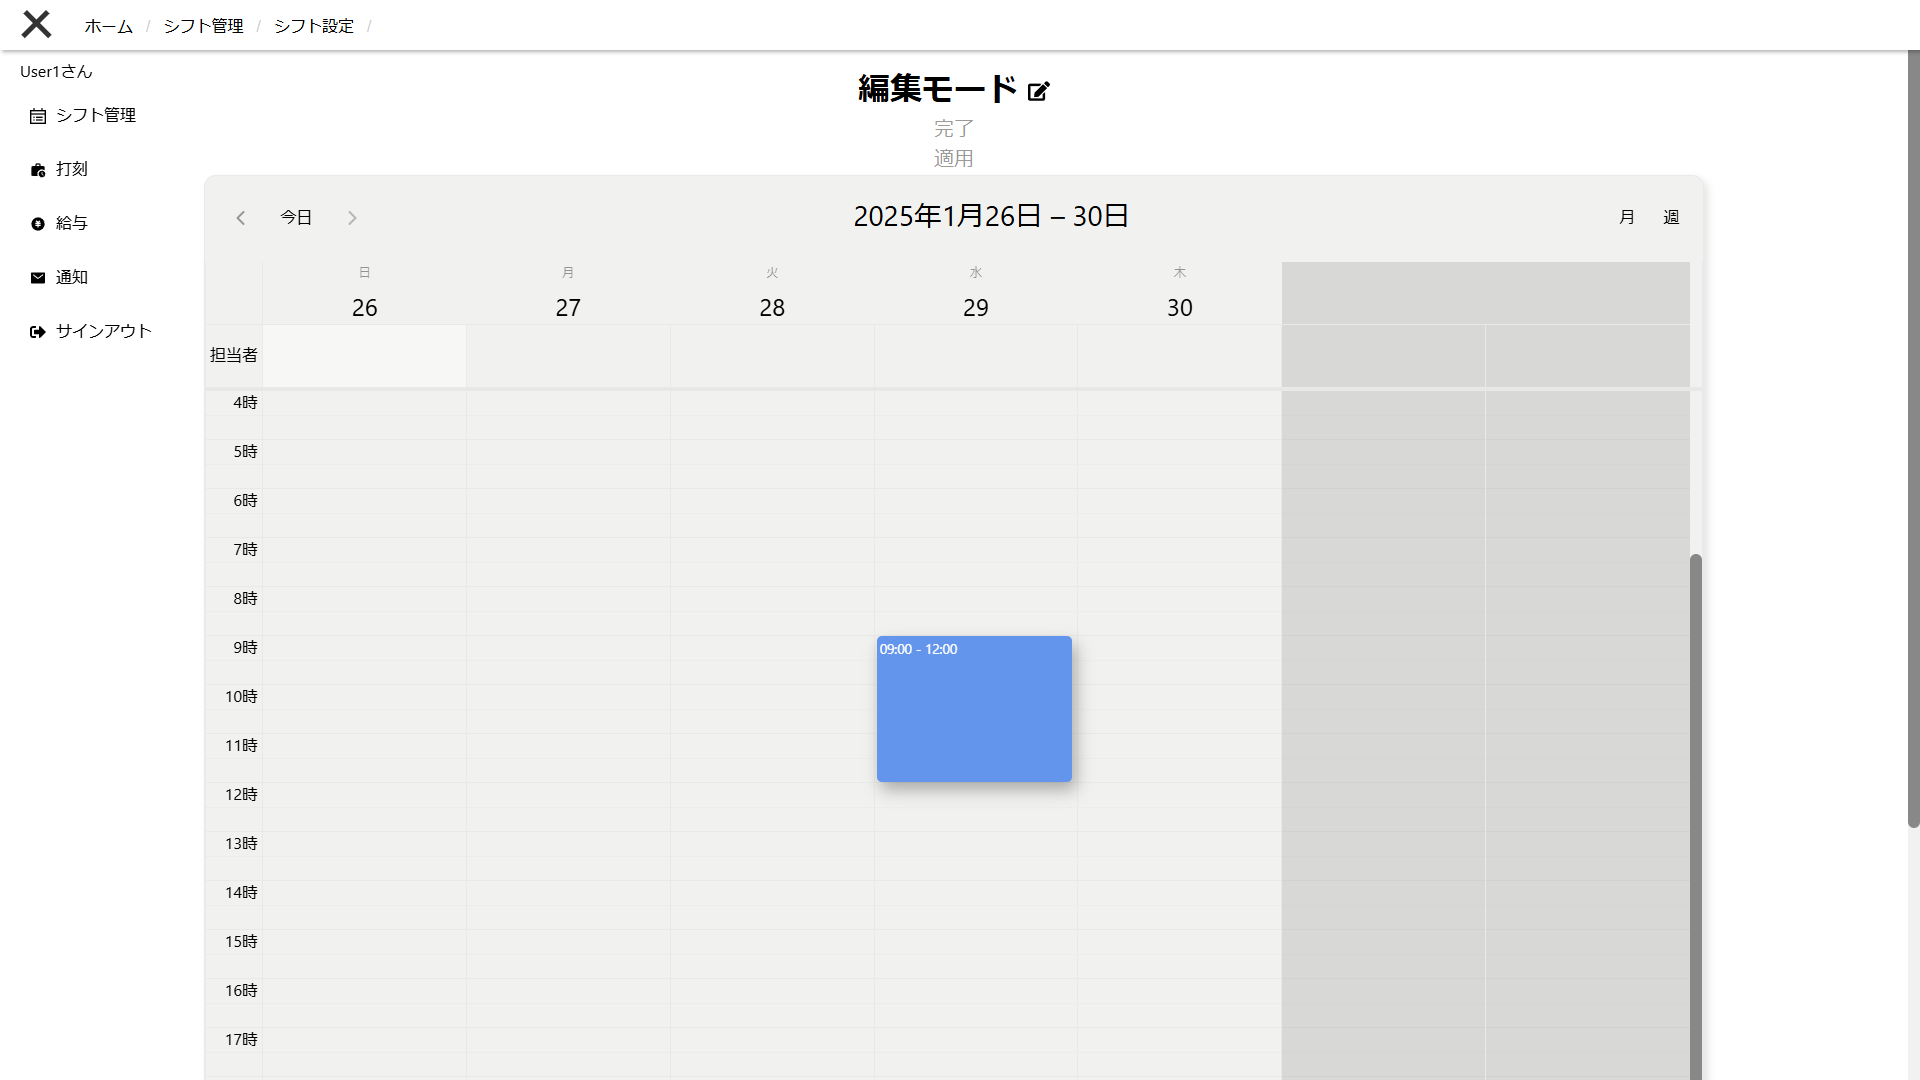 ホーム / シフト管理 / シフト設定 /
User1さん
シフト管理
打刻
給与
通知
サインアウト
編集モード
完了
適用
今日
2025年1月26日 – 30日
月 週
日 月 火 水 木
26 27 28 29 30
担当者
4時
5時
6時
7時
8時
9時
09:00 - 12:00
10時
11時
12時
13時
14時
15時
16時
17時